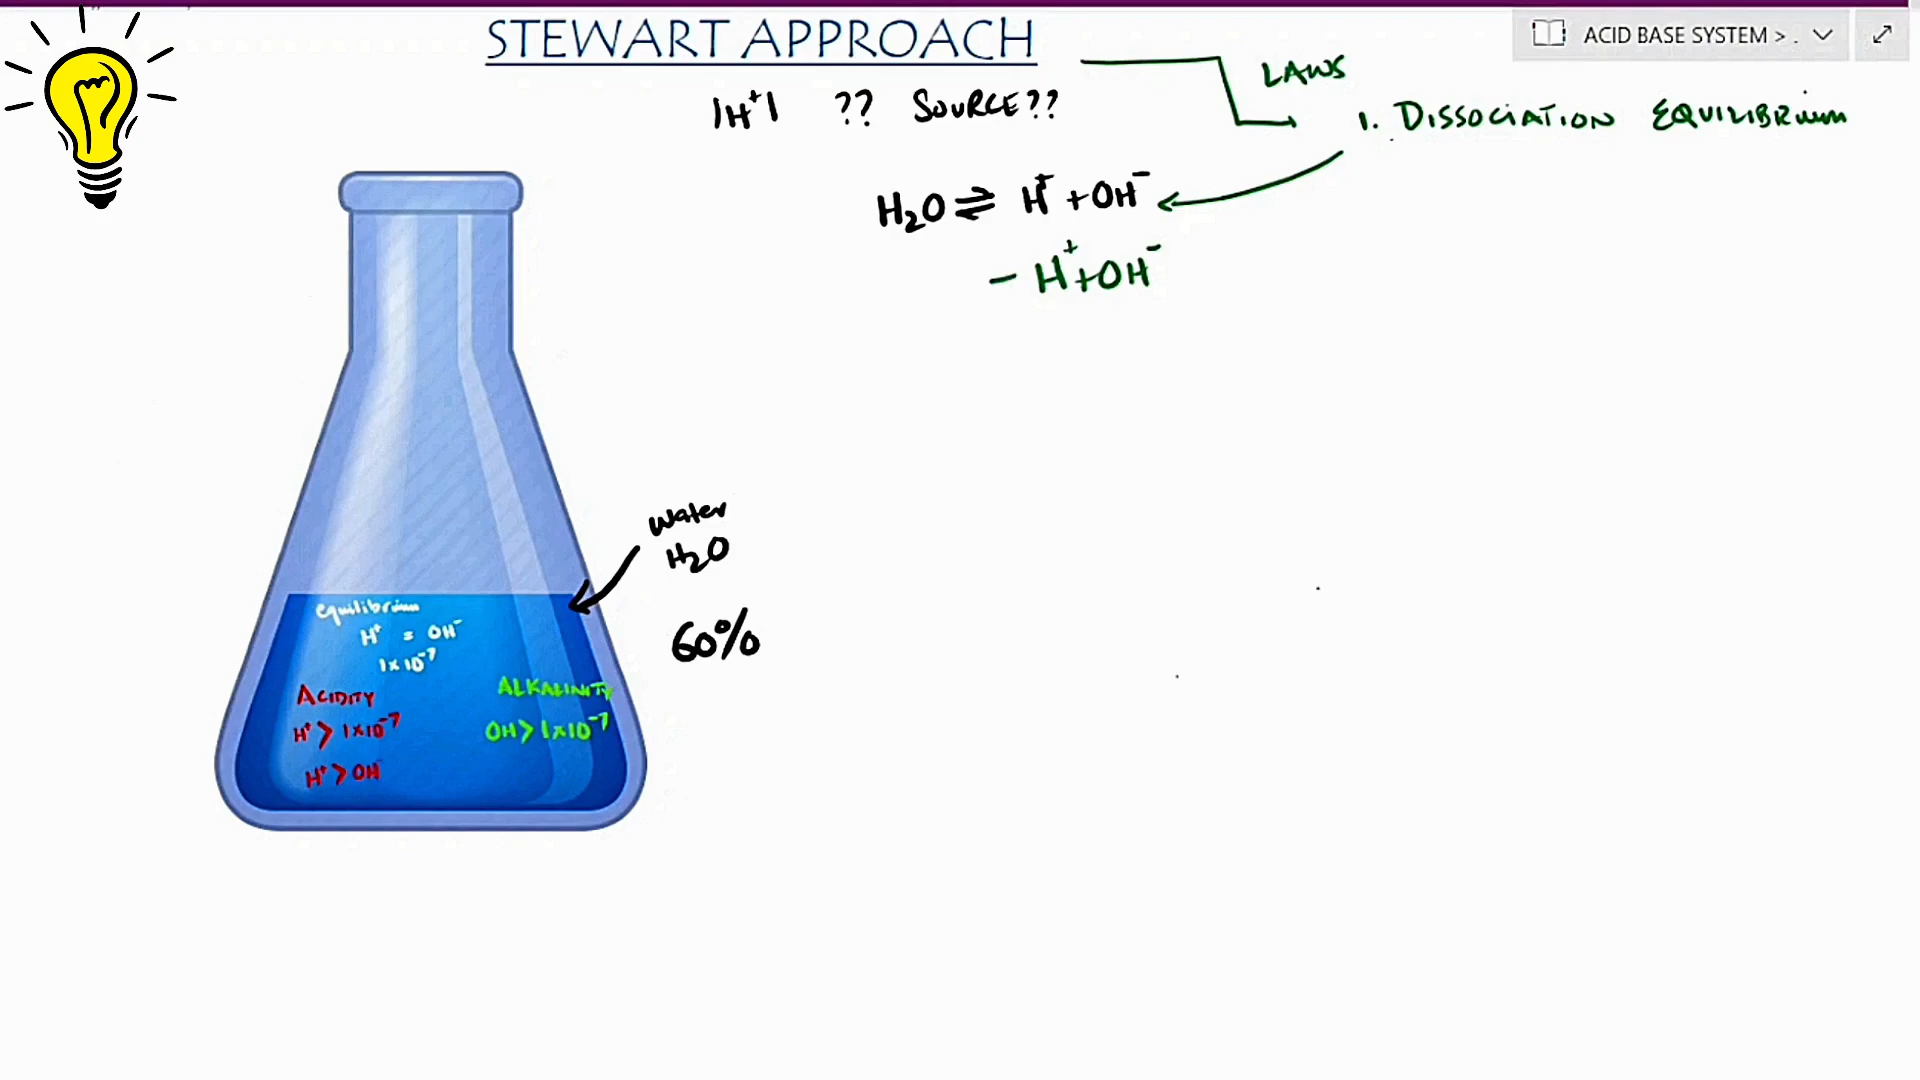 STEWART APPROACH
ACID BASE SYSTEM > .
|H⁺| ?? SOURCE??
LAWS
1. DISSOCIATION EQUILIBRIUM
H₂O ⇌ H⁺ + OH⁻
- H⁺ + OH⁻
Water
H₂O
60%
equilibrium
H⁺ = OH⁻
1x10⁻⁷
ACIDITY
H⁺ > 1x10⁻⁷
H⁺ > OH⁻
ALKALINITY
OH > 1x10⁻⁷